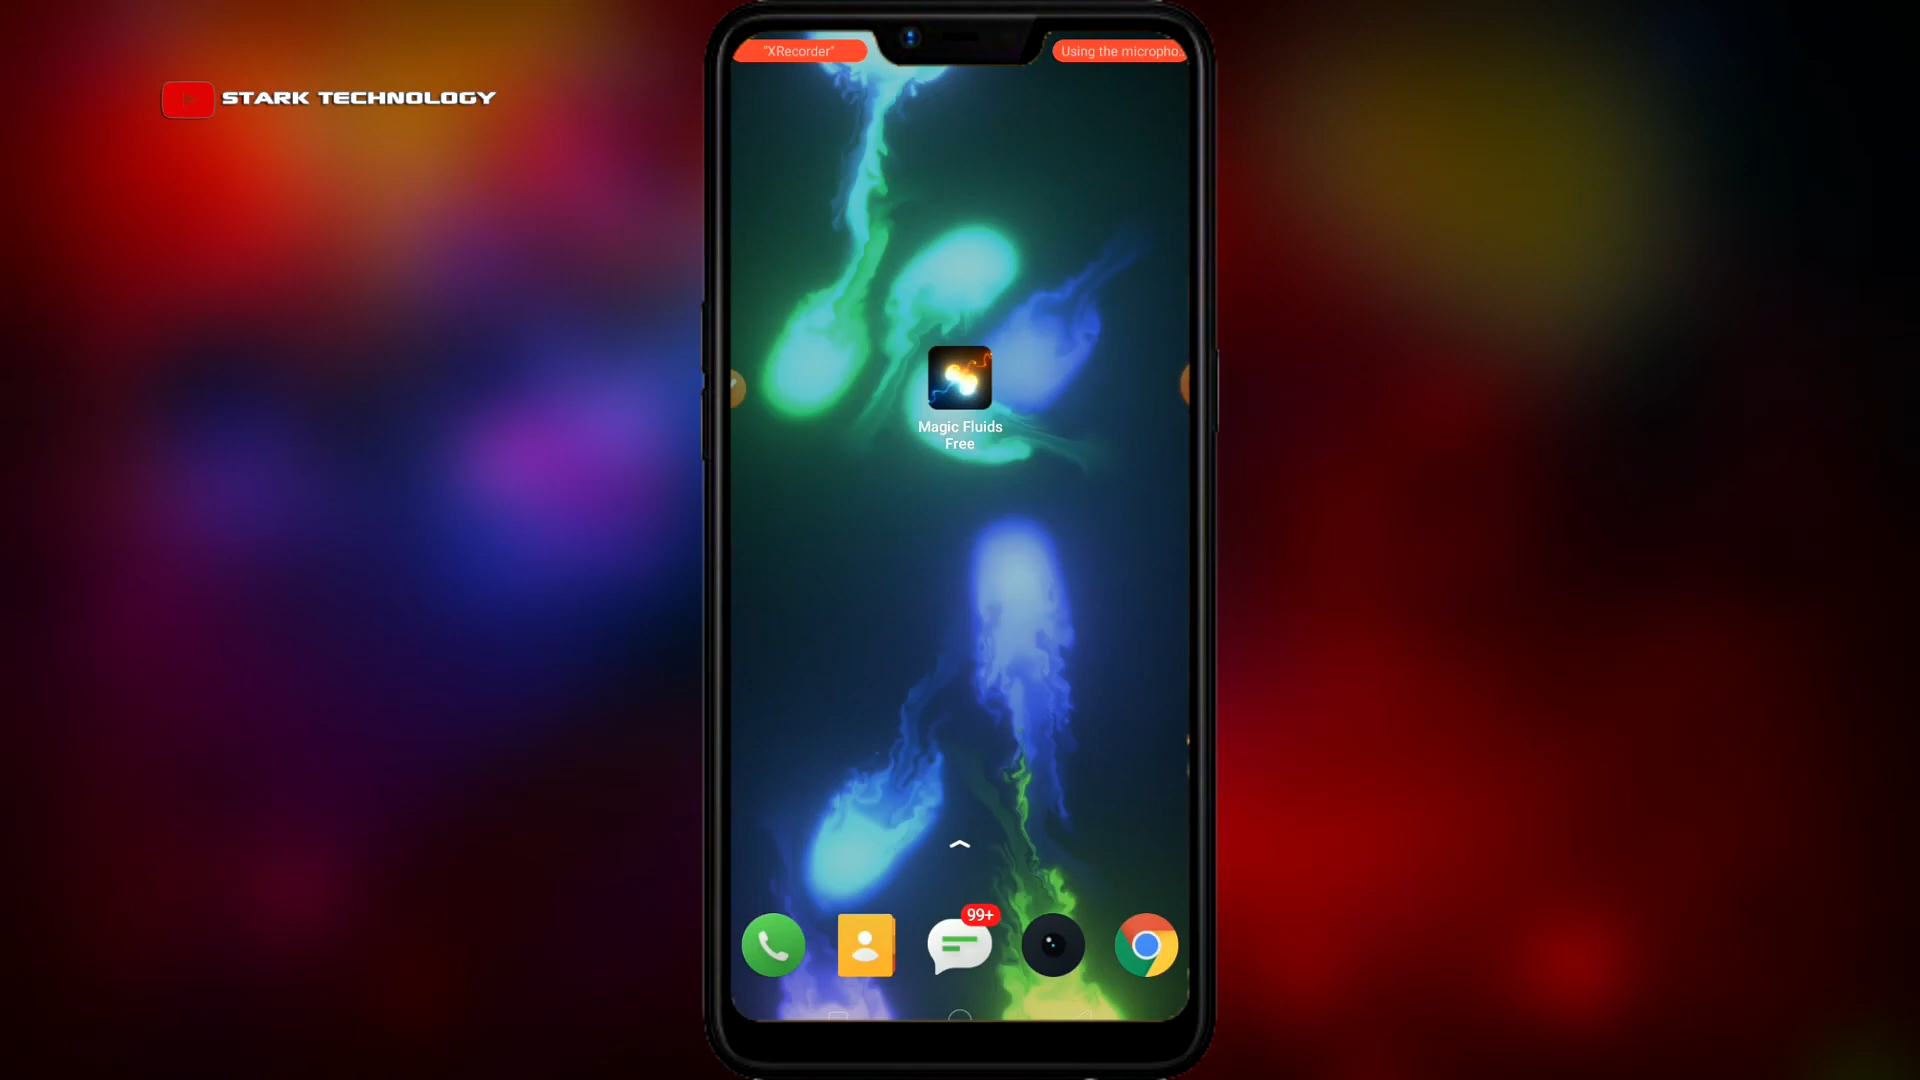 "XRecorder"
Using the micropho..
STARK TECHNOLOGY
Magic Fluids
Free
99+